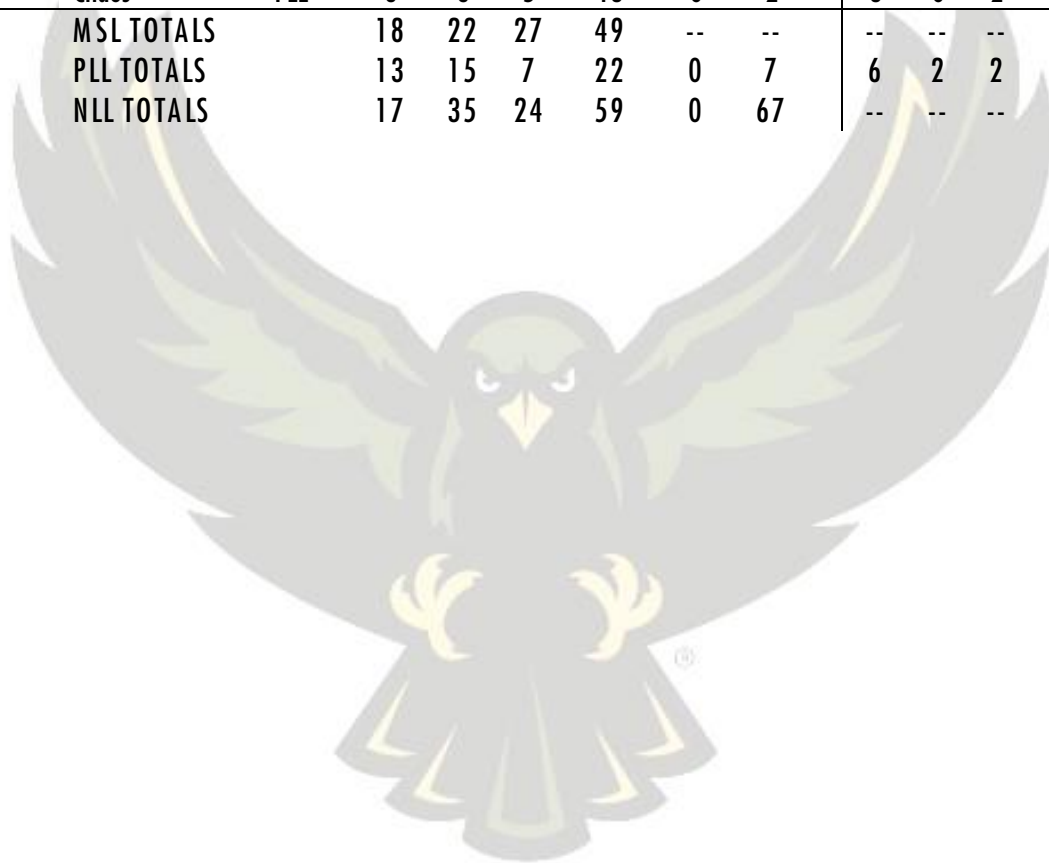 MSL TOTALS 18 22 27 49 -- -- -- -- --
PLL TOTALS 13 15 7 22 0 7 6 2 2
NLL TOTALS 17 35 24 59 0 67 -- -- --